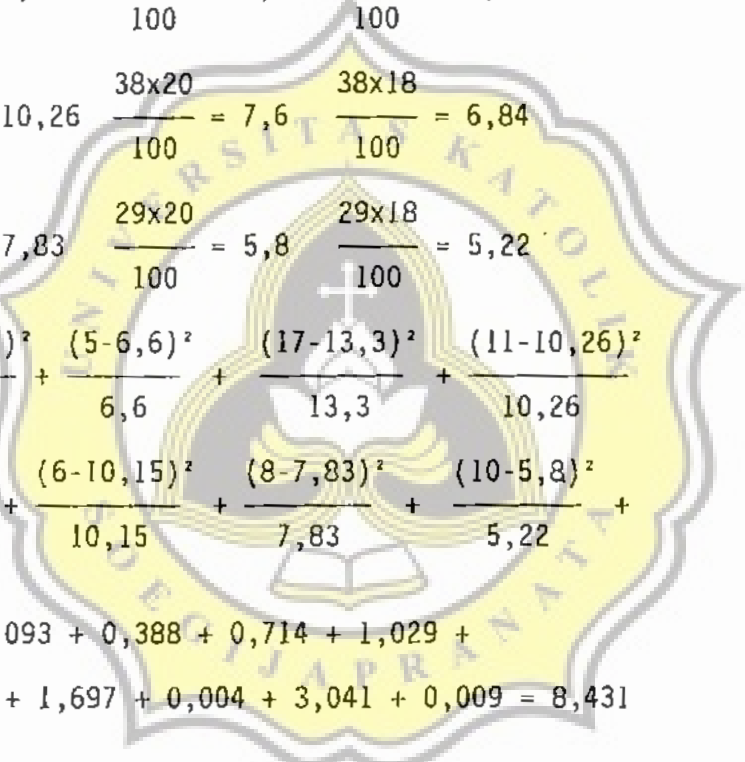 100 100
38x20 38x18
10,26 ——— = 7,6 ——— = 6,84
100 100
29x20 29x18
7,83 ——— = 5,8 ——— = 5,22
100 100
)² (5-6,6)² (17-13,3)² (11-10,26)²
+ ——— + ——— + ———
6,6 13,3 10,26
(6-10,15)² (8-7,83)² (10-5,8)²
+ ——— + ——— + ——— +
10,15 7,83 5,22
093 + 0,388 + 0,714 + 1,029 +
+ 1,697 + 0,004 + 3,041 + 0,009 = 8,431
UNIVERSITAS KATOLIK
SOEGIJAPRANATA